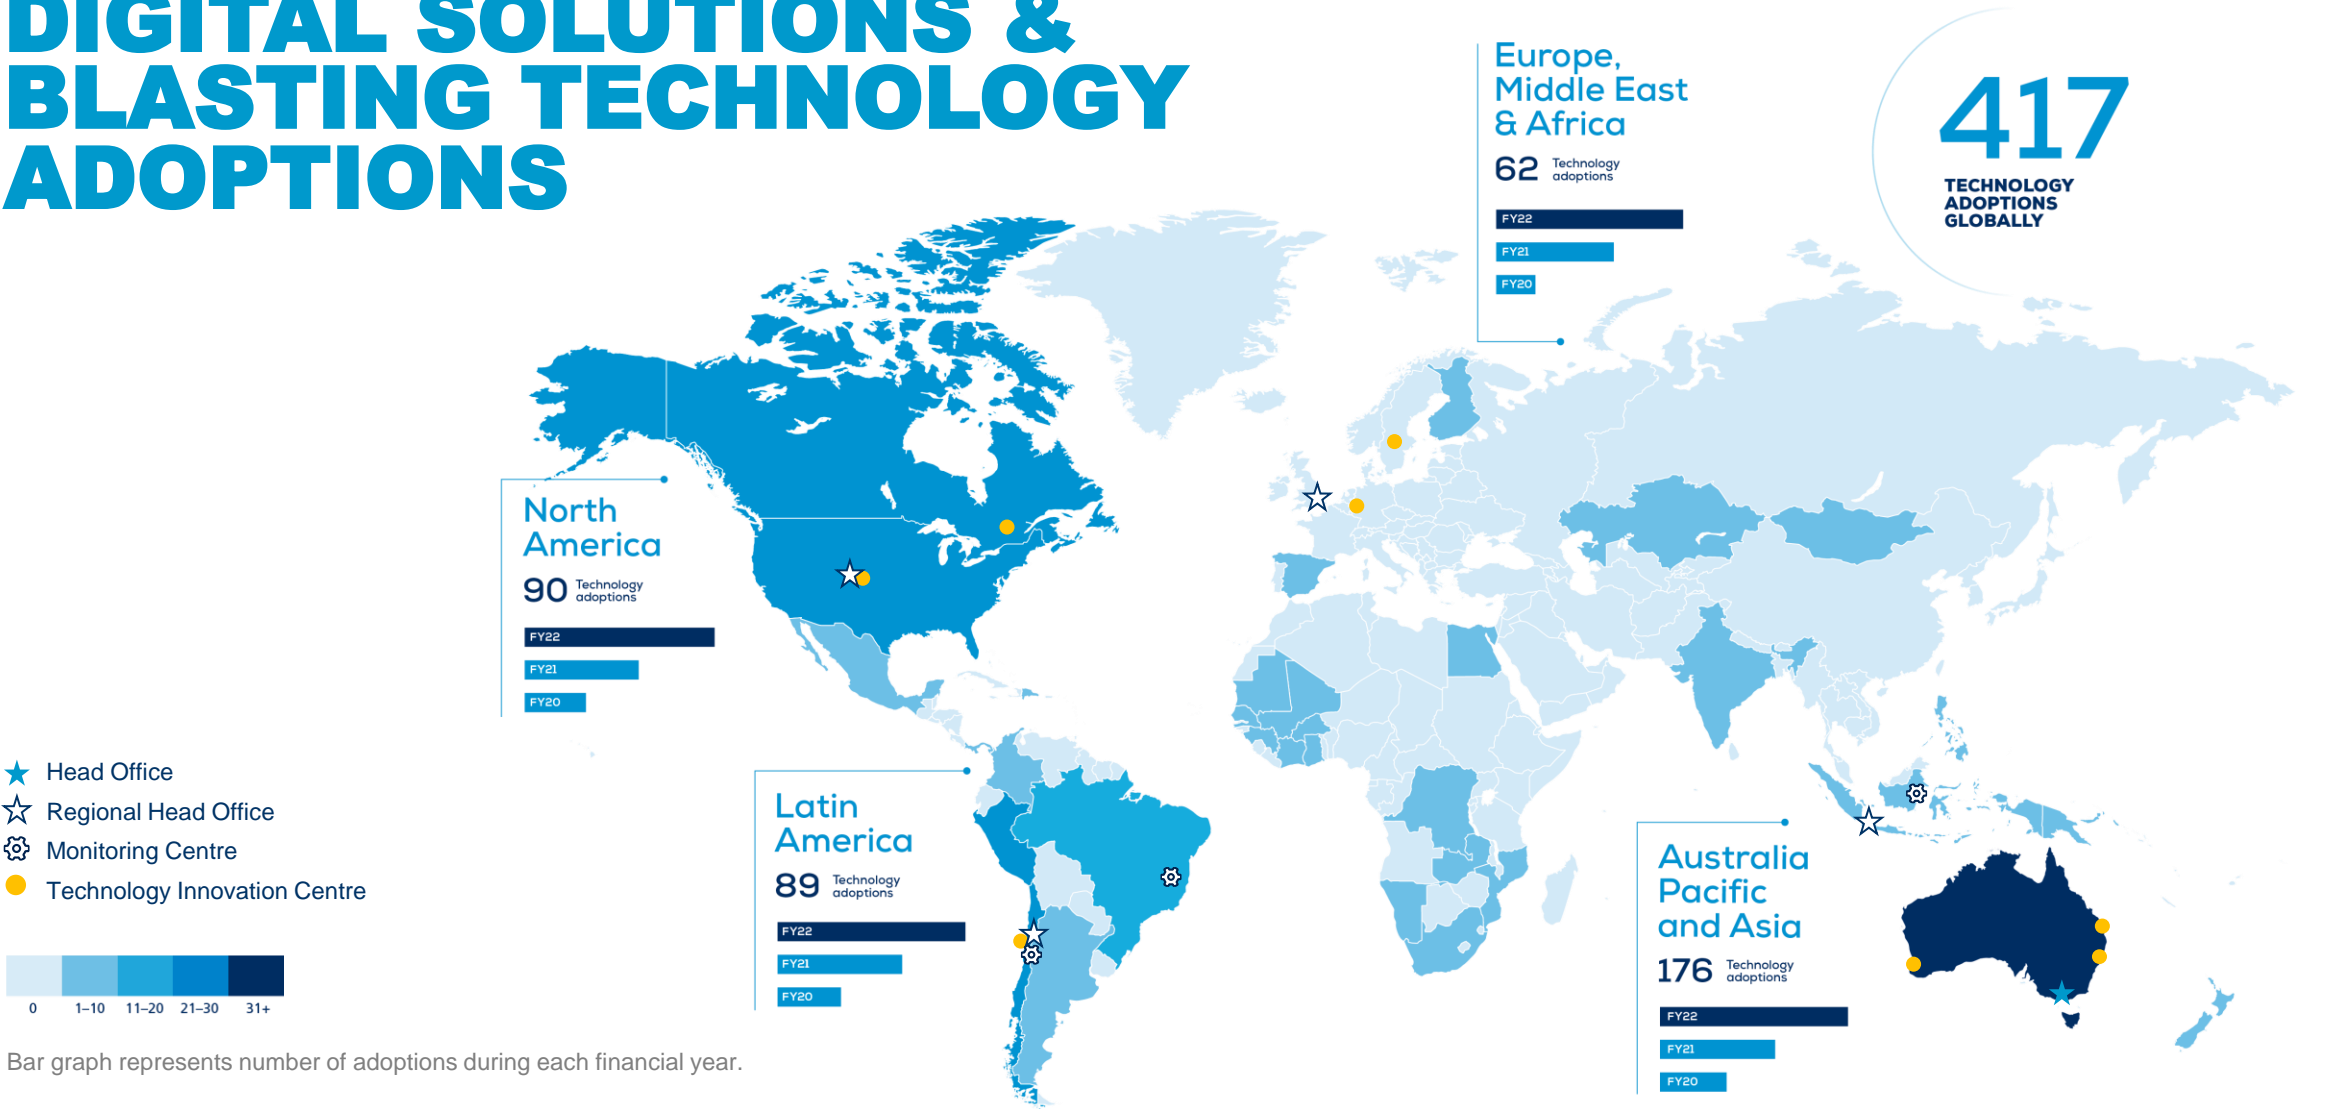 DIGITAL SOLUTIONS &
BLASTING TECHNOLOGY
ADOPTIONS
Europe,
Middle East
& Africa
62 Technology
adoptions
FY22
FY21
FY20
417
TECHNOLOGY
ADOPTIONS
GLOBALLY
North
America
90 Technology
adoptions
FY22
FY21
FY20
Latin
America
89 Technology
adoptions
FY22
FY21
FY20
Australia
Pacific
and Asia
176 Technology
adoptions
FY22
FY21
FY20
Head Office
Regional Head Office
Monitoring Centre
Technology Innovation Centre
0 1–10 11–20 21–30 31+
Bar graph represents number of adoptions during each financial year.